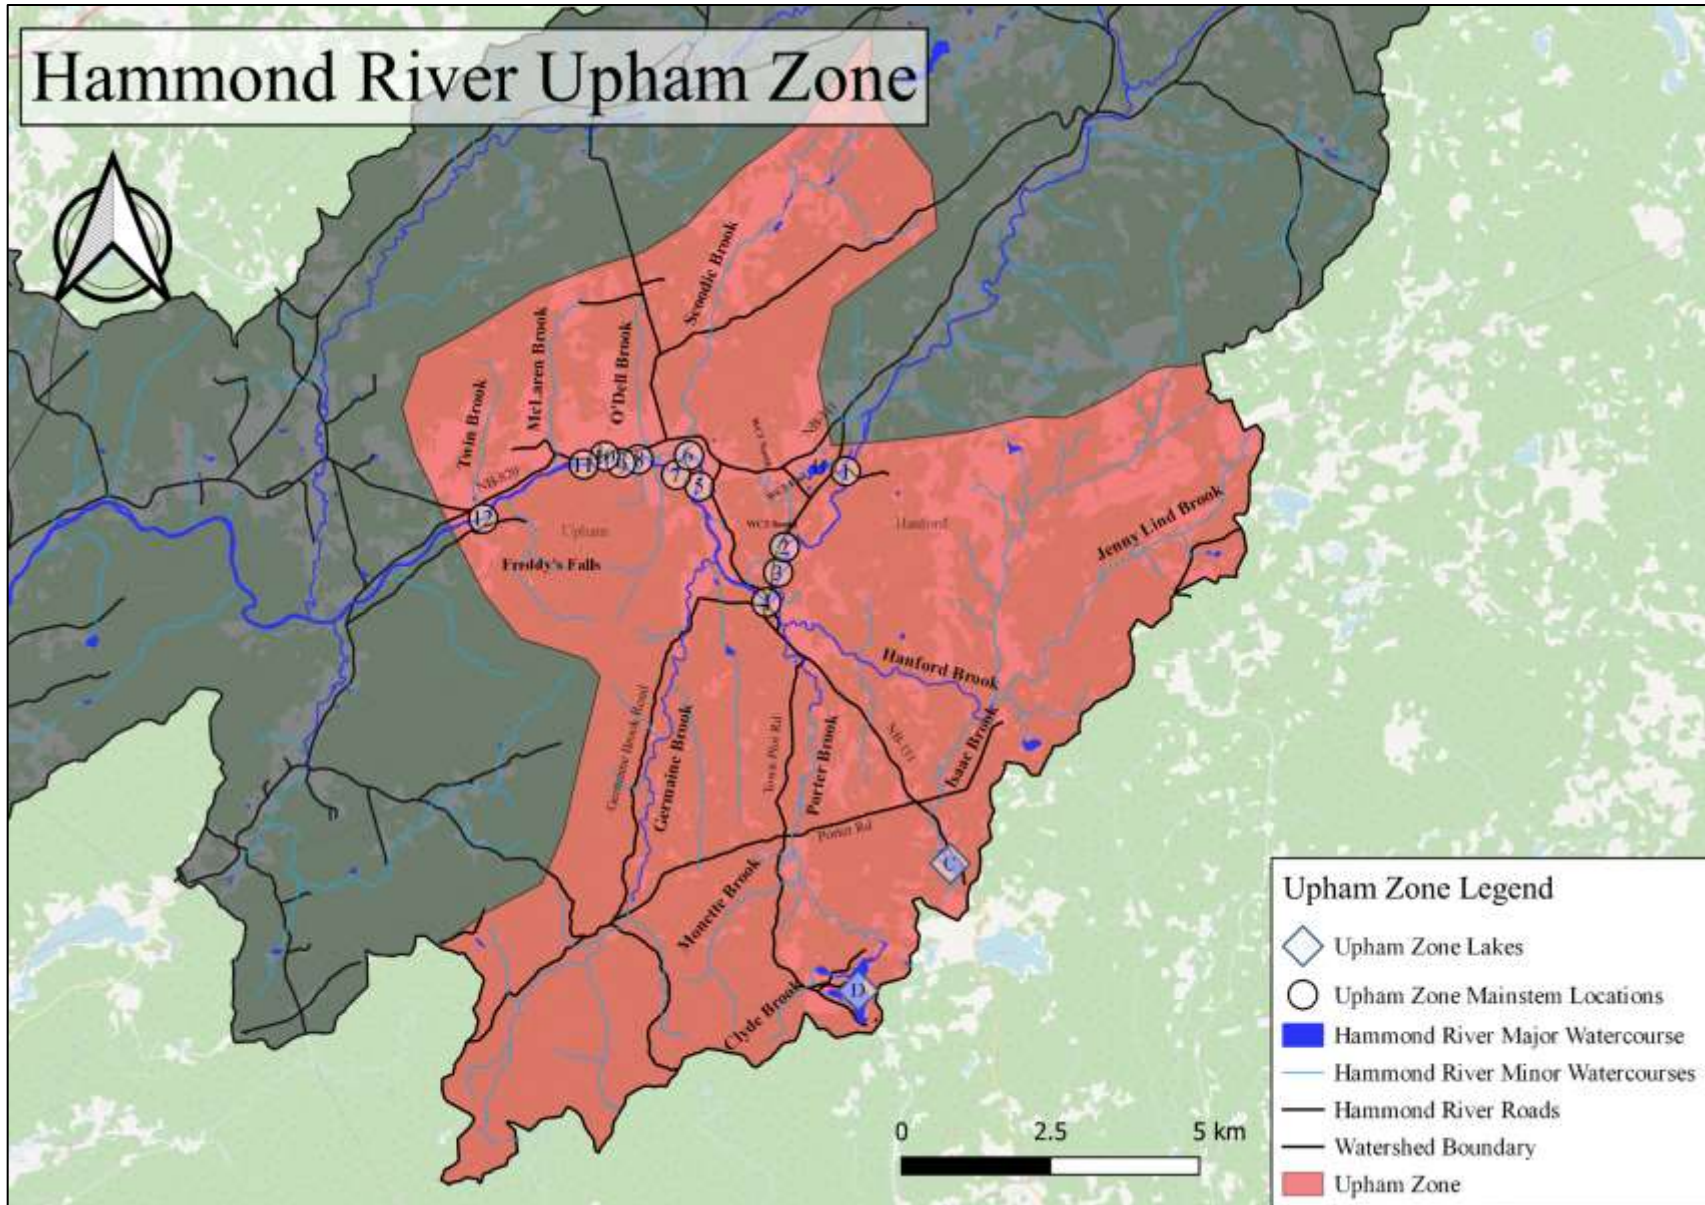 Hammond River Upham Zone
Scoodic Brook
McLaren Brook
O'Dell Brook
Twin Brook
NB-820
NB-111
11
8
6
7
5
1
12
2
3
4
Upham
Hanford
Freddy's Falls
Jenny Lind Brook
Hanford Brook
Germaine Brook Road
Germaine Brook
Town Plot Rd
Porter Brook
NB-111
Isaac Brook
Porter Rd
C
Monette Brook
Clyde Brook
D
Upham Zone Legend
Upham Zone Lakes
Upham Zone Mainstem Locations
Hammond River Major Watercourse
Hammond River Minor Watercourses
Hammond River Roads
Watershed Boundary
Upham Zone
0 2.5 5 km